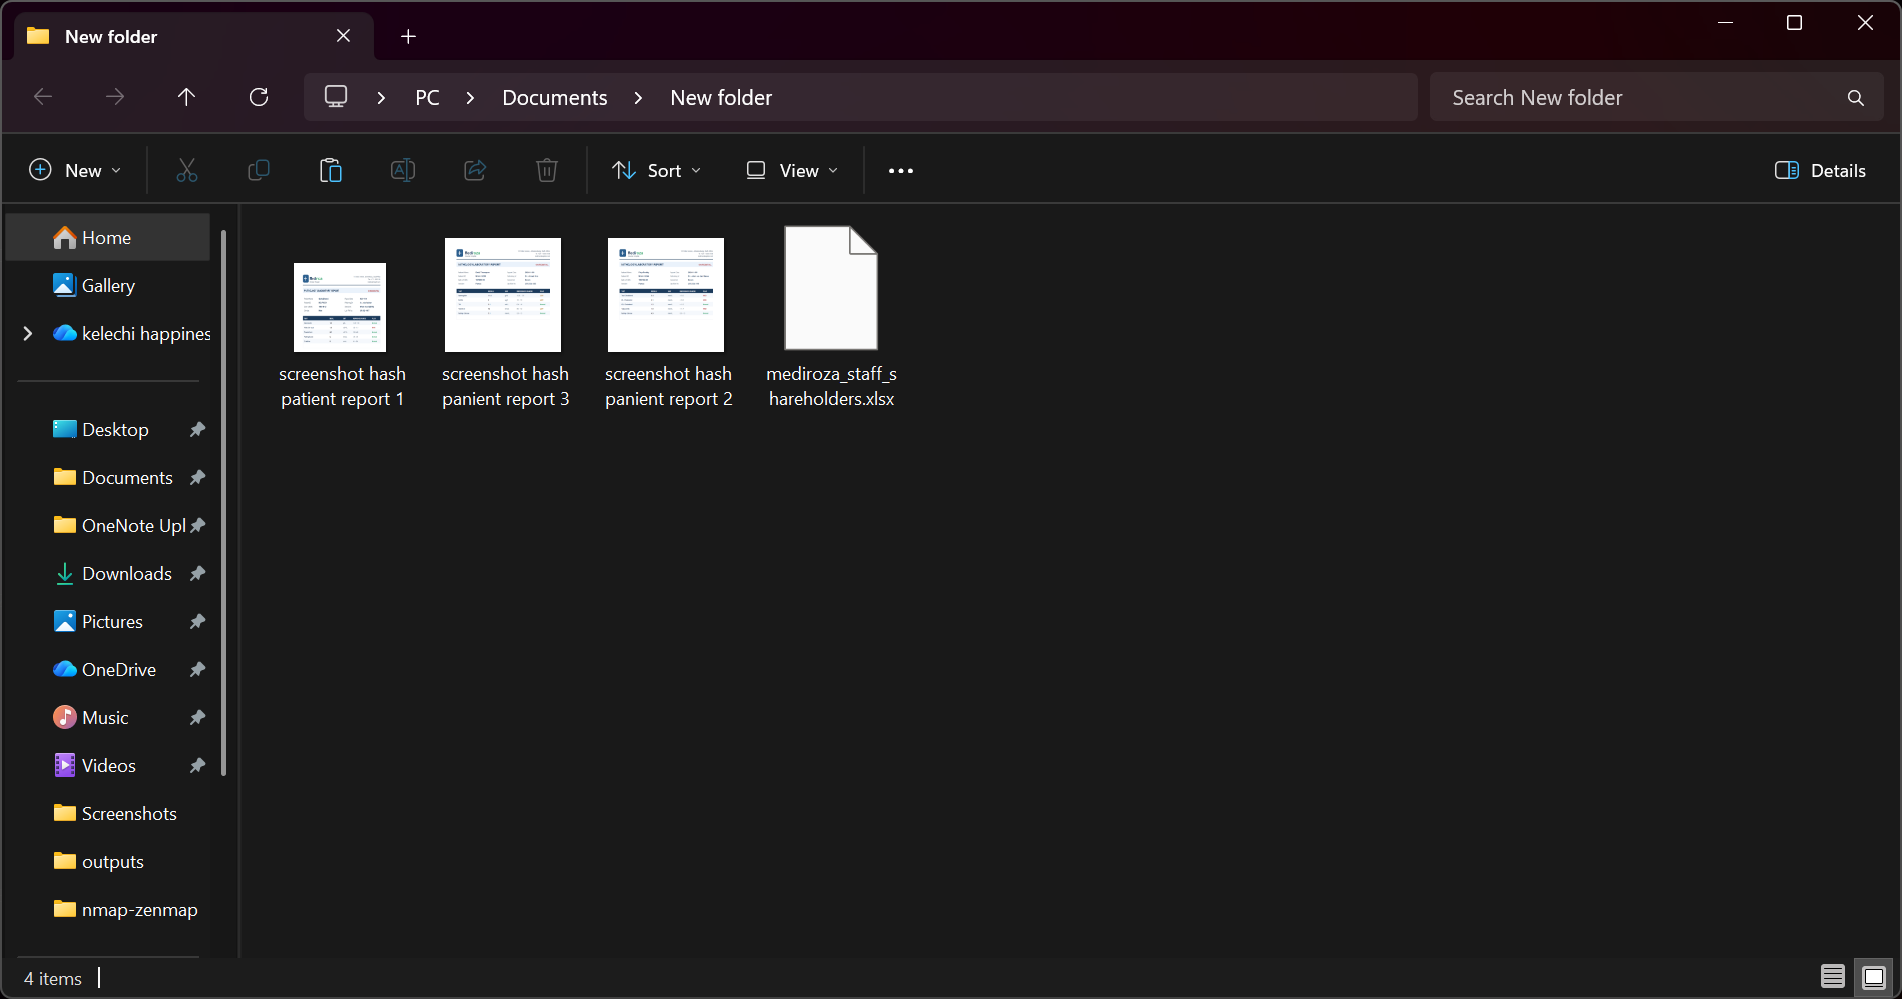 New folder
PC
Documents
New folder
Search New folder
New
Sort
View
Details
Home
Gallery
kelechi happines
Desktop
Documents
OneNote Upl
Downloads
Pictures
OneDrive
Music
Videos
Screenshots
outputs
nmap-zenmap
screenshot hash
patient report 1
screenshot hash
panient report 3
screenshot hash
panient report 2
mediroza_staff_s
hareholders.xlsx
4 items